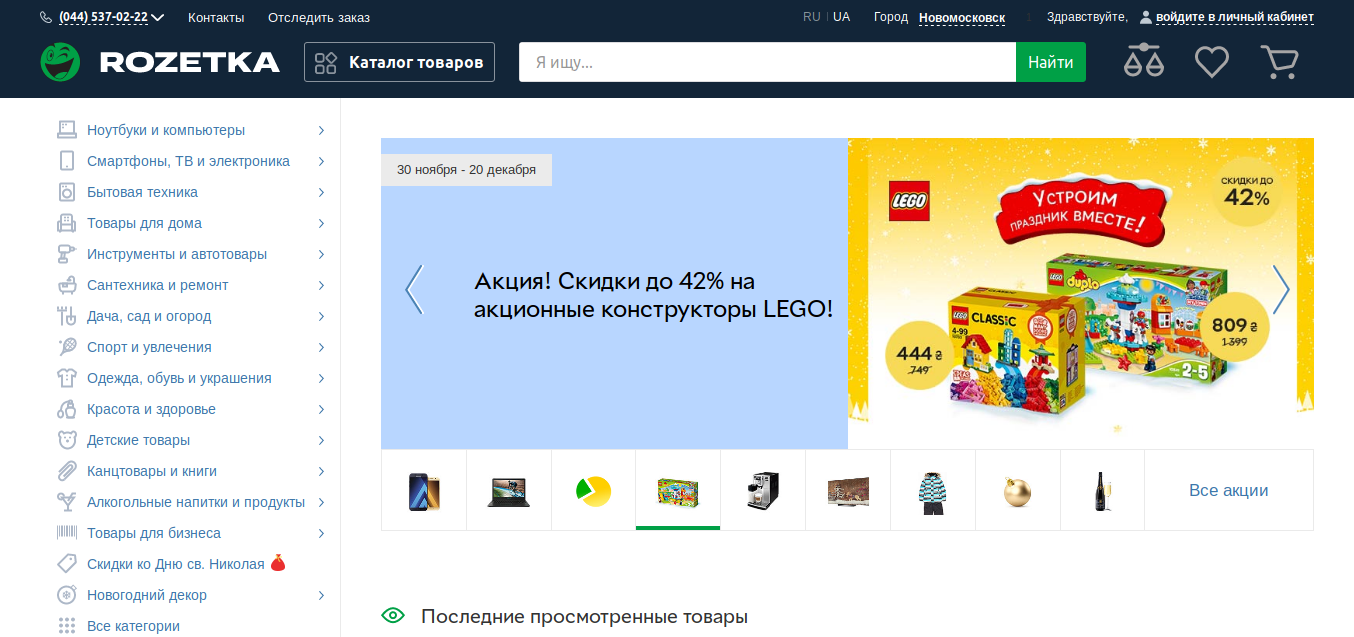 (044) 537-02-22 Контакты Отследить заказ RU UA Город Новомосковск Здравствуйте, войдите в личный кабинет
ROZETKA Каталог товаров Я ищу... Найти
Ноутбуки и компьютеры
Смартфоны, ТВ и электроника
Бытовая техника
Товары для дома
Инструменты и автотовары
Сантехника и ремонт
Дача, сад и огород
Спорт и увлечения
Одежда, обувь и украшения
Красота и здоровье
Детские товары
Канцтовары и книги
Алкогольные напитки и продукты
Товары для бизнеса
Скидки ко Дню св. Николая
Новогодний декор
Все категории
30 ноября - 20 декабря
Акция! Скидки до 42% на
акционные конструкторы LEGO!
LEGO
УСТРОИМ
ПРАЗДНИК ВМЕСТЕ!
СКИДКИ ДО
42%
LEGO duplo
LEGO CLASSIC
4-99
2-5
444 ₴
749
809 ₴
1 399
Все акции
Последние просмотренные товары